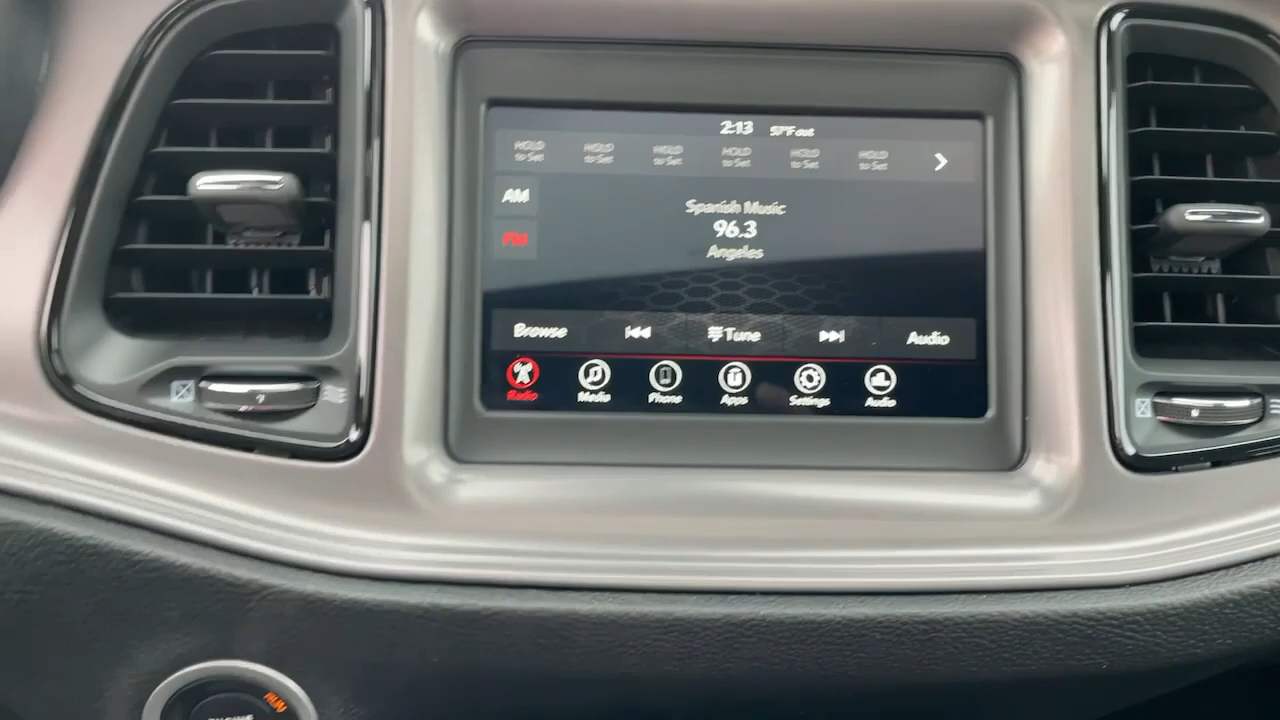 2:13 57°F out
HOLD to Set HOLD to Set HOLD to Set HOLD to Set HOLD to Set HOLD to Set
AM
FM
Spanish Music
96.3
Angeles
Browse Tune Audio
Radio Media Phone Apps Settings Audio
RUN
ENGINE